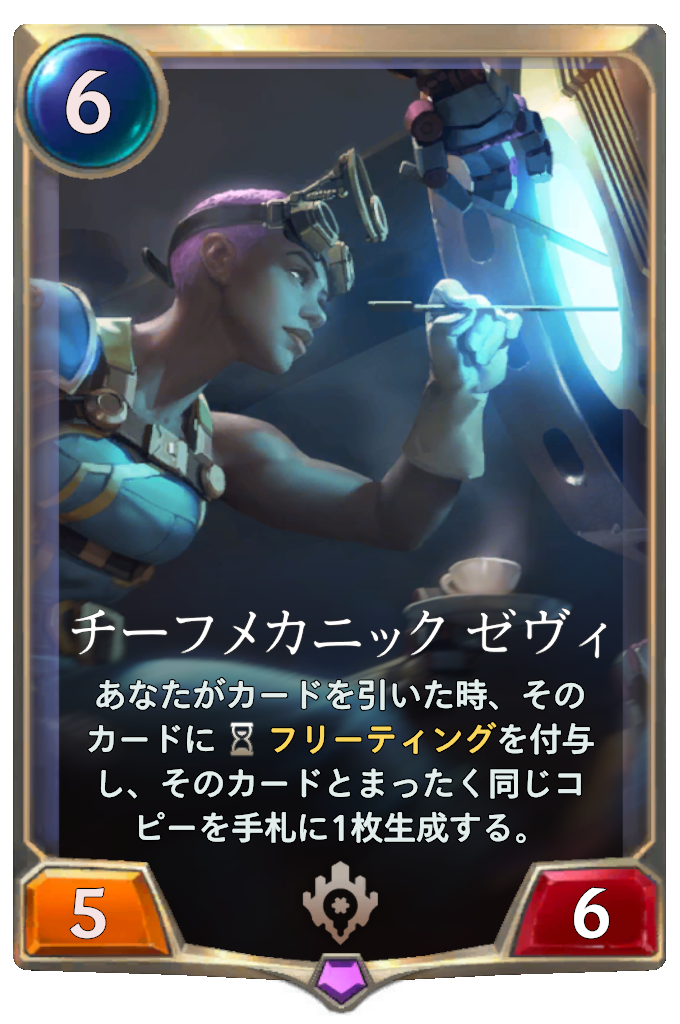 6
チーフメカニック ゼヴィ
あなたがカードを引いた時、その
カードに フリーティングを付与
し、そのカードとまったく同じコ
ピーを手札に1枚生成する。
5
6